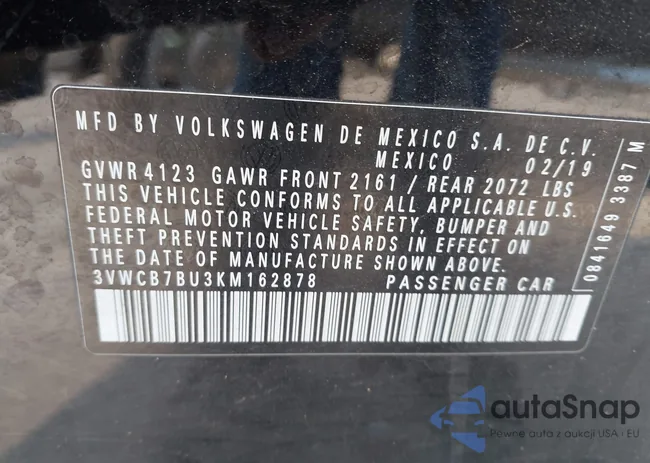 MFD BY VOLKSWAGEN DE MEXICO S.A. DE C.V.
MEXICO 02/19
GVWR 4123 GAWR FRONT 2161 / REAR 2072 LBS
THIS VEHICLE CONFORMS TO ALL APPLICABLE U.S.
FEDERAL MOTOR VEHICLE SAFETY, BUMPER AND
THEFT PREVENTION STANDARDS IN EFFECT ON
THE DATE OF MANUFACTURE SHOWN ABOVE.
3VWCB7BU3KM162878 PASSENGER CAR
0841649 3387 M
autaSnap
Pewne auta z aukcji USA i EU